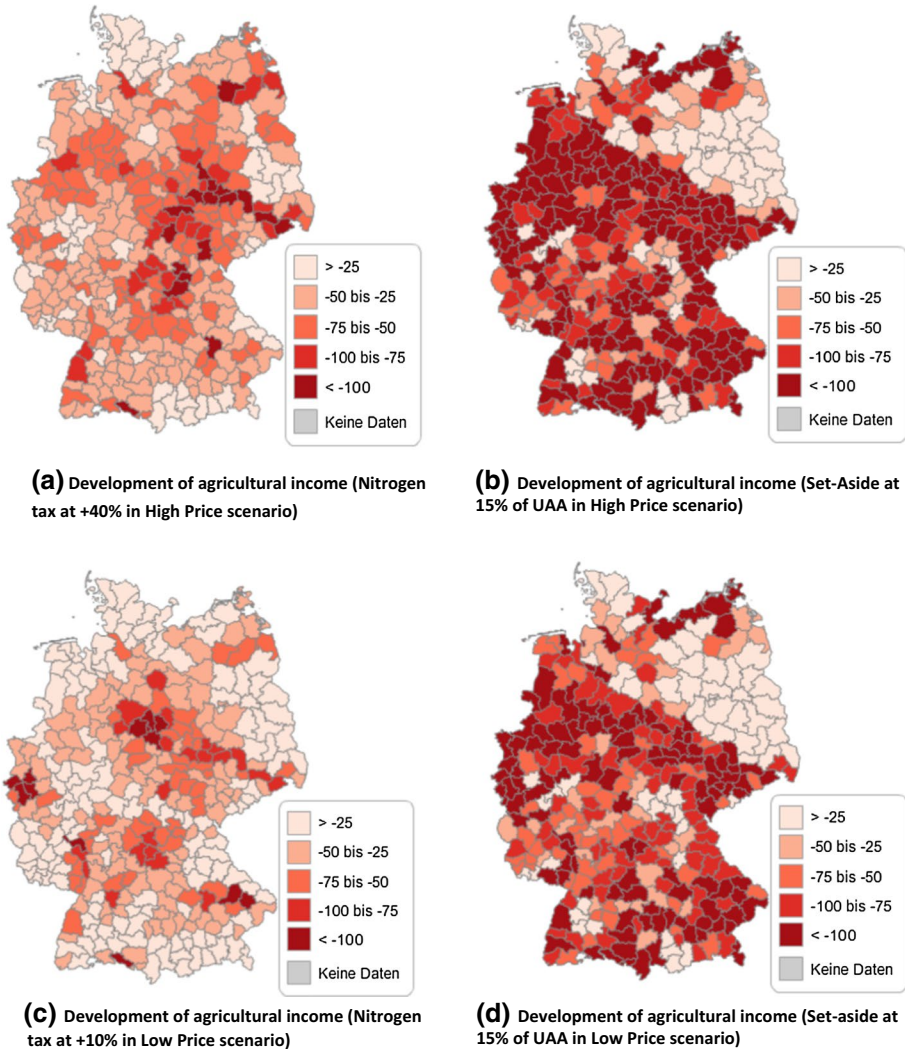 > -25
-50 bis -25
-75 bis -50
-100 bis -75
< -100
Keine Daten
(a) Development of agricultural income (Nitrogen
tax at +40% in High Price scenario)
> -25
-50 bis -25
-75 bis -50
-100 bis -75
< -100
Keine Daten
(b) Development of agricultural income (Set-Aside at
15% of UAA in High Price scenario)
> -25
-50 bis -25
-75 bis -50
-100 bis -75
< -100
Keine Daten
(c) Development of agricultural income (Nitrogen
tax at +10% in Low Price scenario)
> -25
-50 bis -25
-75 bis -50
-100 bis -75
< -100
Keine Daten
(d) Development of agricultural income (Set-aside at
15% of UAA in Low Price scenario)